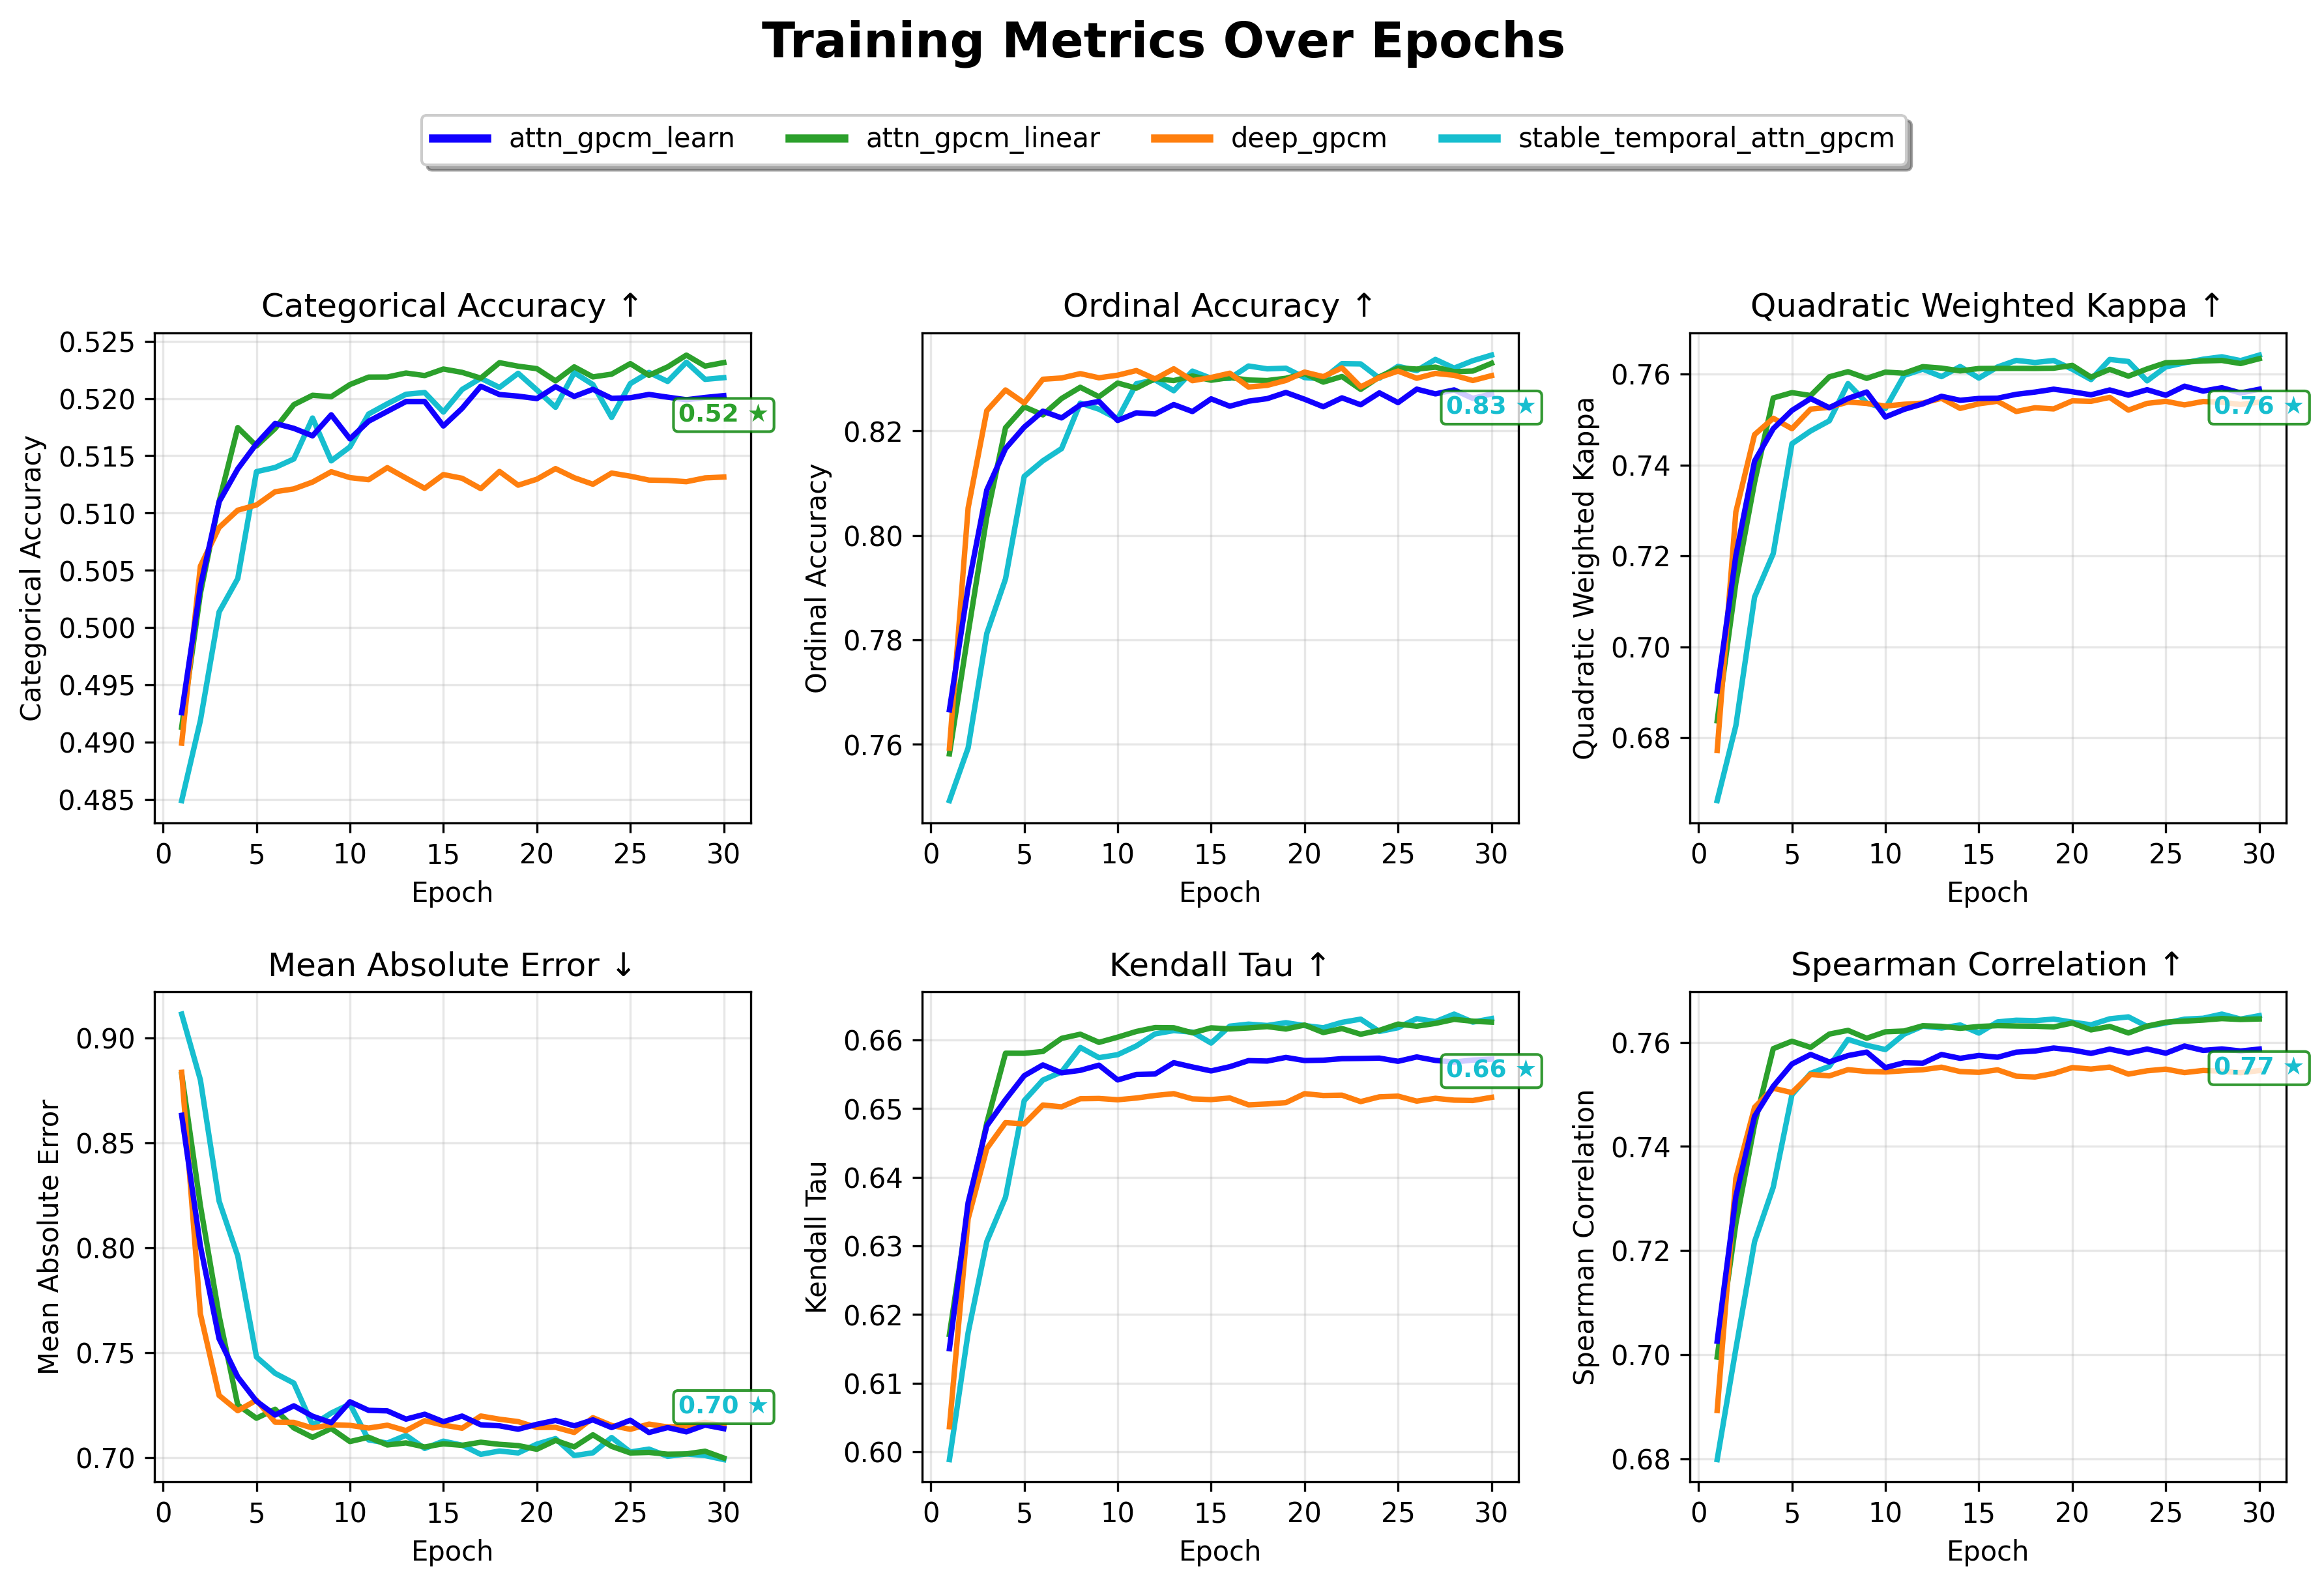 Training Metrics Over Epochs
attn_gpcm_learn attn_gpcm_linear deep_gpcm stable_temporal_attn_gpcm
Categorical Accuracy ↑
Categorical Accuracy
0.525
0.520
0.515
0.510
0.505
0.500
0.495
0.490
0.485
0.52 ★
0 5 10 15 20 25 30
Epoch
Ordinal Accuracy ↑
Ordinal Accuracy
0.82
0.80
0.78
0.76
0.83 ★
0 5 10 15 20 25 30
Epoch
Quadratic Weighted Kappa ↑
Quadratic Weighted Kappa
0.76
0.74
0.72
0.70
0.68
0.76 ★
0 5 10 15 20 25 30
Epoch
Mean Absolute Error ↓
Mean Absolute Error
0.90
0.85
0.80
0.75
0.70
0.70 ★
0 5 10 15 20 25 30
Epoch
Kendall Tau ↑
Kendall Tau
0.66
0.65
0.64
0.63
0.62
0.61
0.60
0.66 ★
0 5 10 15 20 25 30
Epoch
Spearman Correlation ↑
Spearman Correlation
0.76
0.74
0.72
0.70
0.68
0.77 ★
0 5 10 15 20 25 30
Epoch